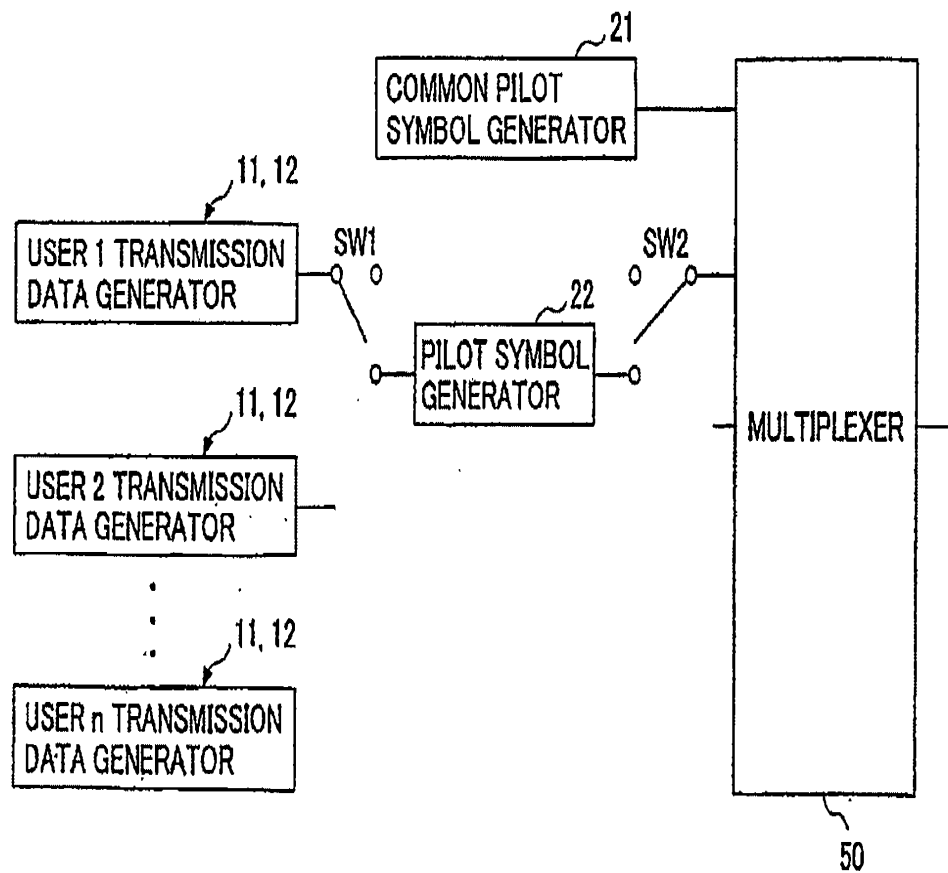 21
COMMON PILOT
SYMBOL GENERATOR
11, 12
USER 1 TRANSMISSION
DATA GENERATOR
SW1
SW2
22
PILOT SYMBOL
GENERATOR
MULTIPLEXER
11, 12
USER 2 TRANSMISSION
DATA GENERATOR
11, 12
USER n TRANSMISSION
DATA GENERATOR
50